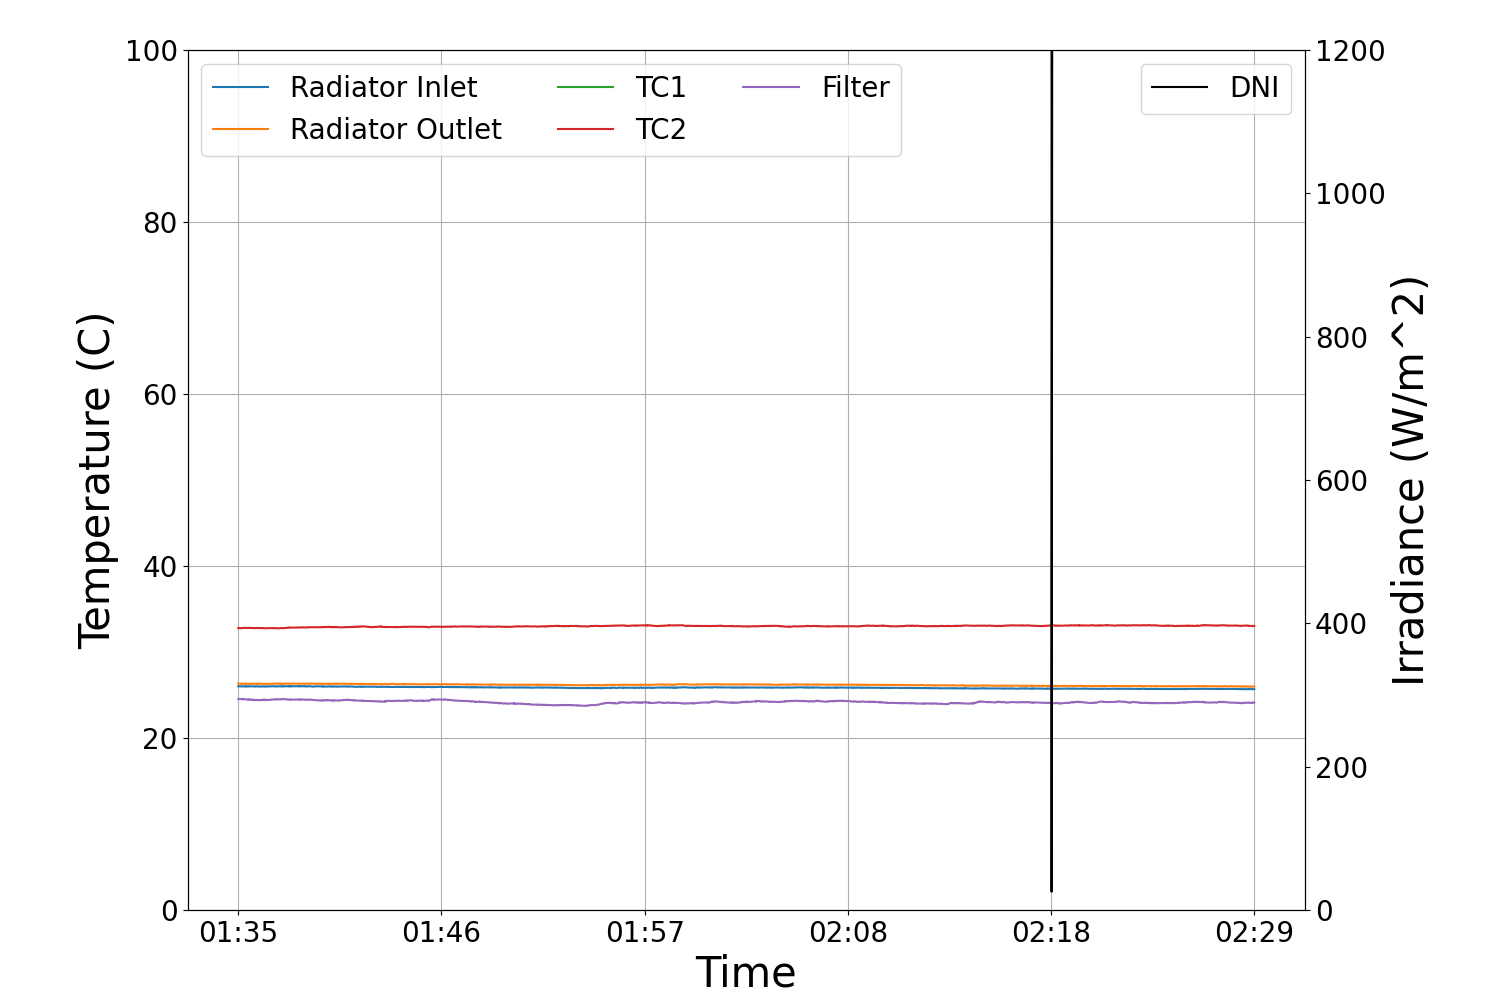 Radiator Inlet
Radiator Outlet
TC1
TC2
Filter
DNI
Temperature (C)
100
80
60
40
20
0
1200
1000
800
600
400
200
0
Irradiance (W/m^2)
01:35 01:46 01:57 02:08 02:18 02:29
Time